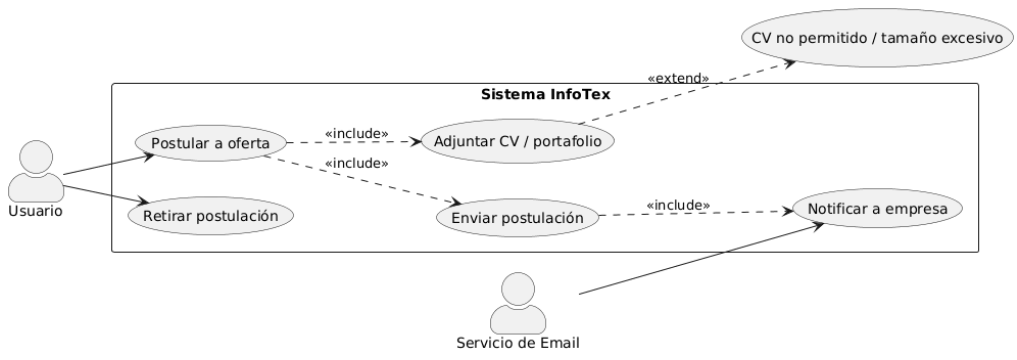 CV no permitido / tamaño excesivo
«extend»
Sistema InfoTex
Postular a oferta
«include»
Adjuntar CV / portafolio
«include»
Usuario
Retirar postulación
Enviar postulación
«include»
Notificar a empresa
Servicio de Email